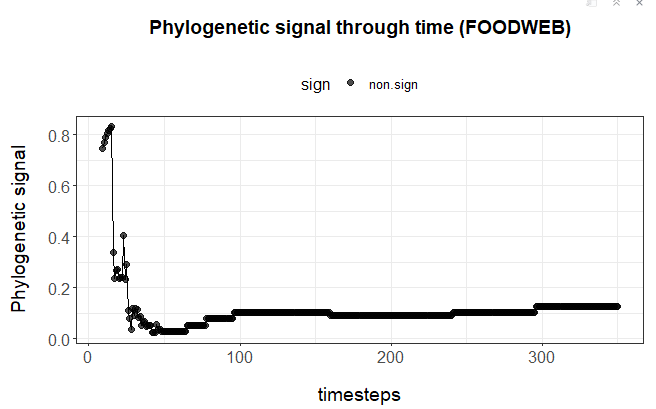 Phylogenetic signal through time (FOODWEB)
sign non.sign
Phylogenetic signal
0.8
0.6
0.4
0.2
0.0
0 100 200 300
timesteps